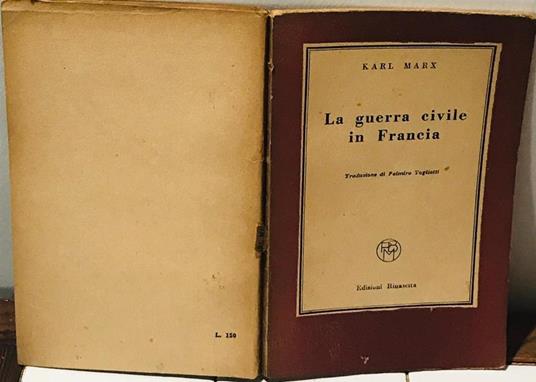 KARL MARX
La guerra civile
in Francia
Traduzione di Palmiro Togliatti
Edizioni Rinascita
L. 150